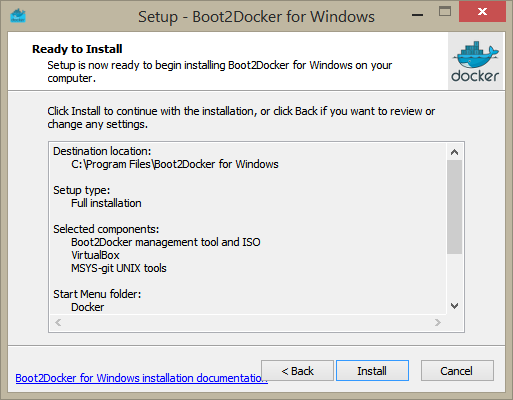 Setup - Boot2Docker for Windows
Ready to Install
Setup is now ready to begin installing Boot2Docker for Windows on your
computer.
docker
Click Install to continue with the installation, or click Back if you want to review or
change any settings.
Destination location:
C:\Program Files\Boot2Docker for Windows
Setup type:
Full installation
Selected components:
Boot2Docker management tool and ISO
VirtualBox
MSYS-git UNIX tools
Start Menu folder:
Docker
Boot2Docker for Windows installation documentation
< Back
Install
Cancel